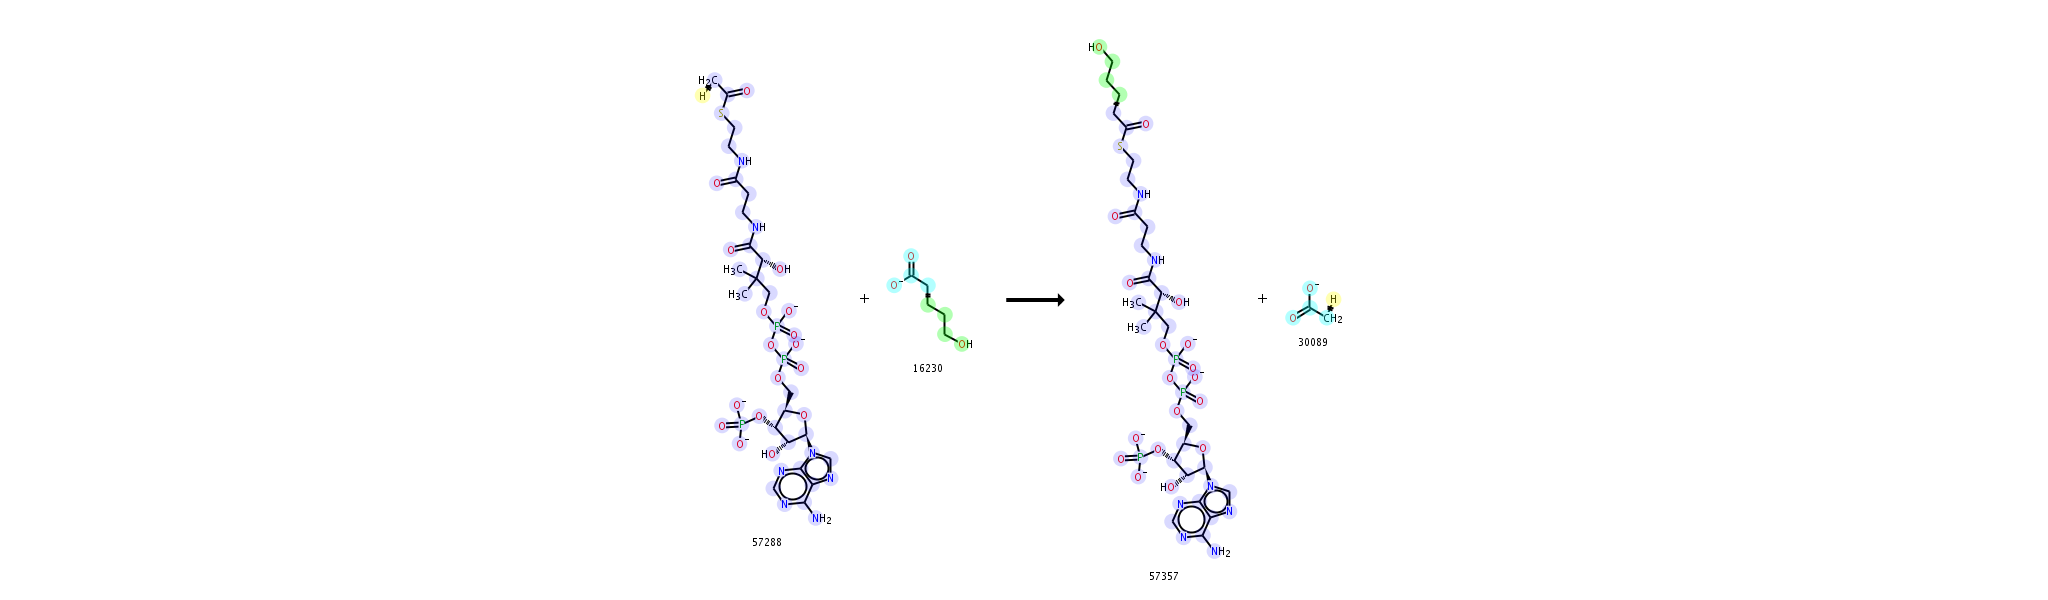 H₂C
H
O
S
NH
O
NH
O
OH
H₃C
H₃C
O
O⁻
P
O
O
O⁻
P
O
O
O⁻
O
P
O
O⁻
O
HO
N
N
N
N
NH₂
57288
+
O
O⁻
OH
16230
HO
O
S
NH
O
NH
O
OH
H₃C
H₃C
O
O⁻
P
O
O
O⁻
P
O
O
O⁻
O
P
O
O⁻
O
HO
N
N
N
N
NH₂
57357
+
O⁻
H
O
CH₂
30089